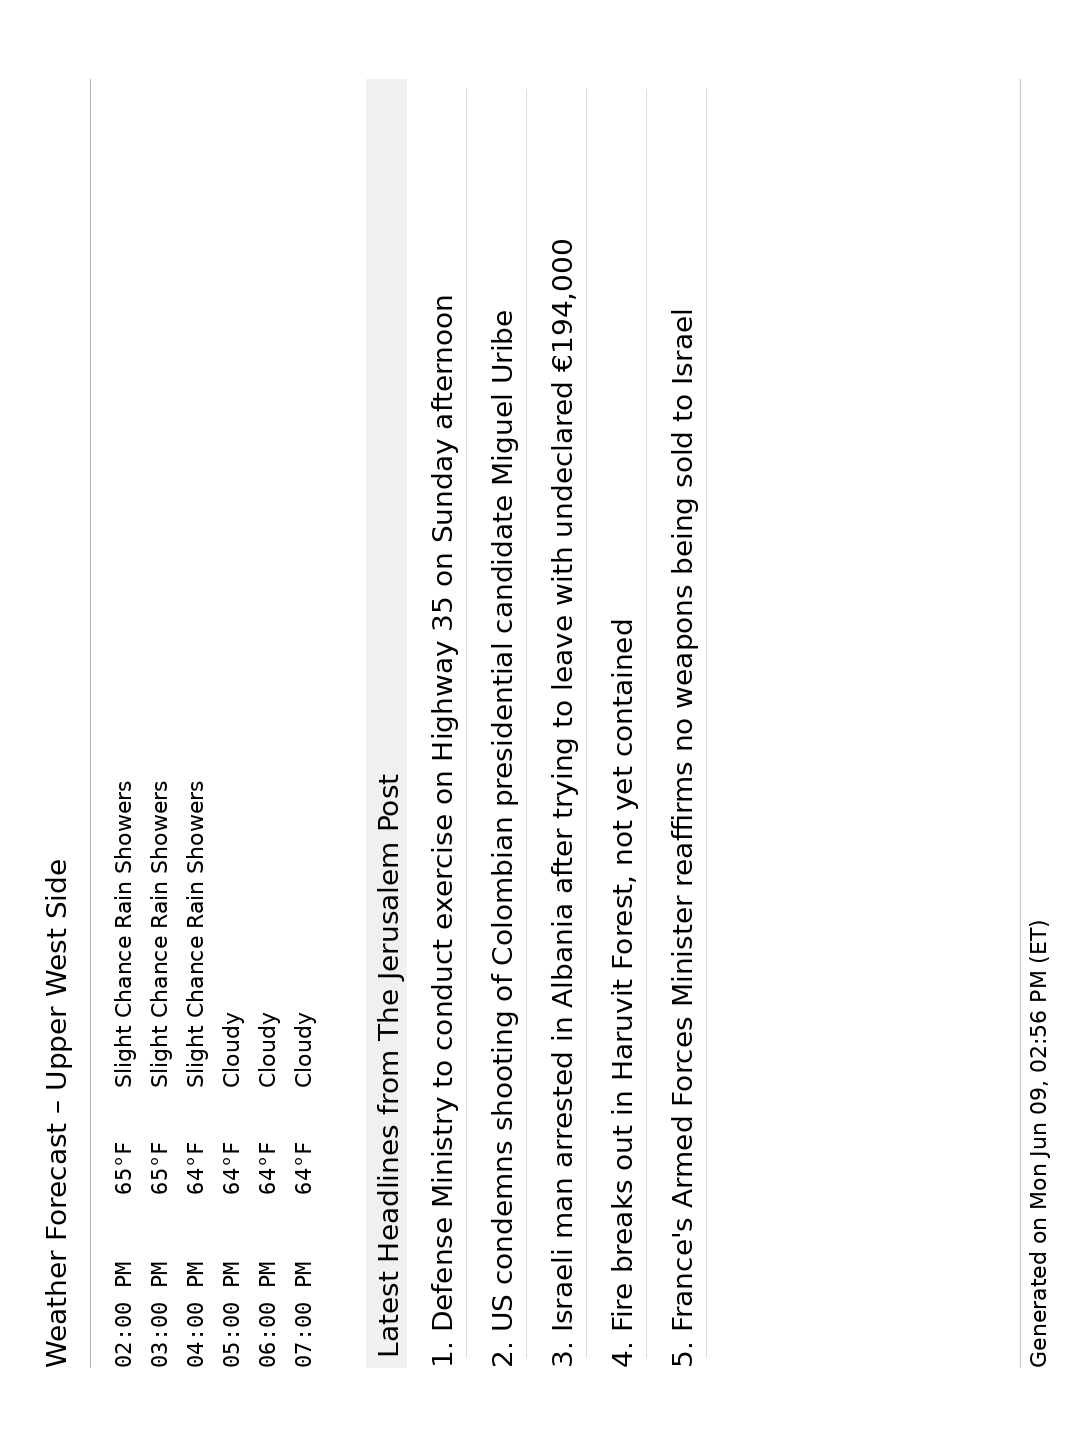 Weather Forecast – Upper West Side
02:00 PM 65°F Slight Chance Rain Showers
03:00 PM 65°F Slight Chance Rain Showers
04:00 PM 64°F Slight Chance Rain Showers
05:00 PM 64°F Cloudy
06:00 PM 64°F Cloudy
07:00 PM 64°F Cloudy
Latest Headlines from The Jerusalem Post
1. Defense Ministry to conduct exercise on Highway 35 on Sunday afternoon
2. US condemns shooting of Colombian presidential candidate Miguel Uribe
3. Israeli man arrested in Albania after trying to leave with undeclared €194,000
4. Fire breaks out in Haruvit Forest, not yet contained
5. France's Armed Forces Minister reaffirms no weapons being sold to Israel
Generated on Mon Jun 09, 02:56 PM (ET)